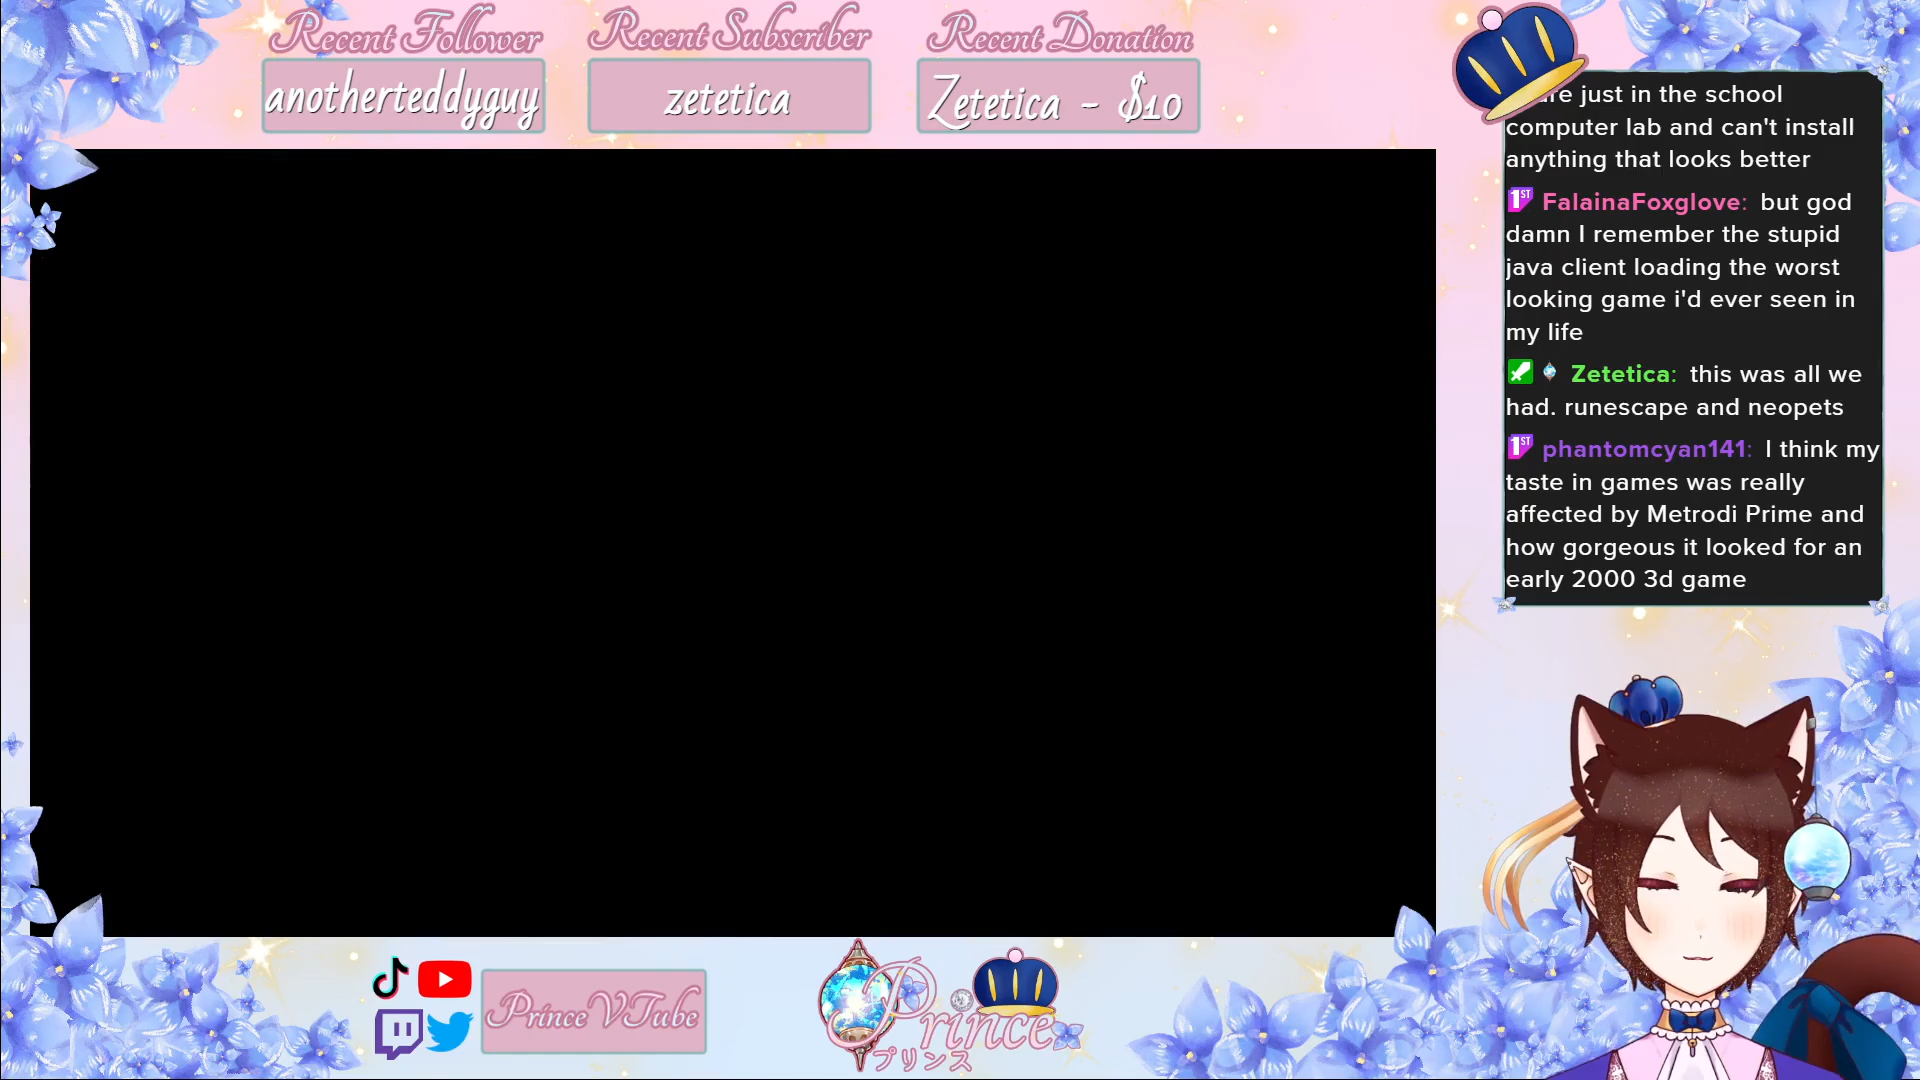 Recent Follower
anotherteddyguy
Recent Subscriber
zetetica
Recent Donation
Zetetica - $10
are just in the school
computer lab and can't install
anything that looks better
1ST FalainaFoxglove: but god
damn I remember the stupid
java client loading the worst
looking game i'd ever seen in
my life
Zetetica: this was all we
had. runescape and neopets
1ST phantomcyan141: I think my
taste in games was really
affected by Metrodi Prime and
how gorgeous it looked for an
early 2000 3d game
PrinceVTube
Prince
プリンス